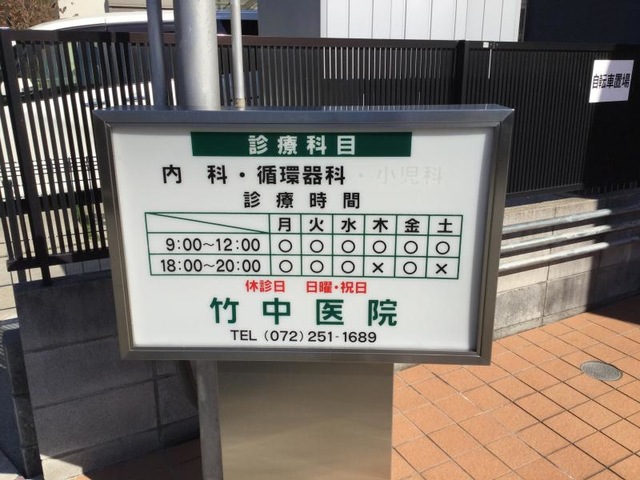 診療科目
内 科・循環器科・小児科
診療時間
月 火 水 木 金 土
9:00〜12:00 ○ ○ ○ ○ ○ ○
18:00〜20:00 ○ ○ ○ × ○ ×
休診日 日曜・祝日
竹中医院
TEL (072) 251-1689
自転車置場